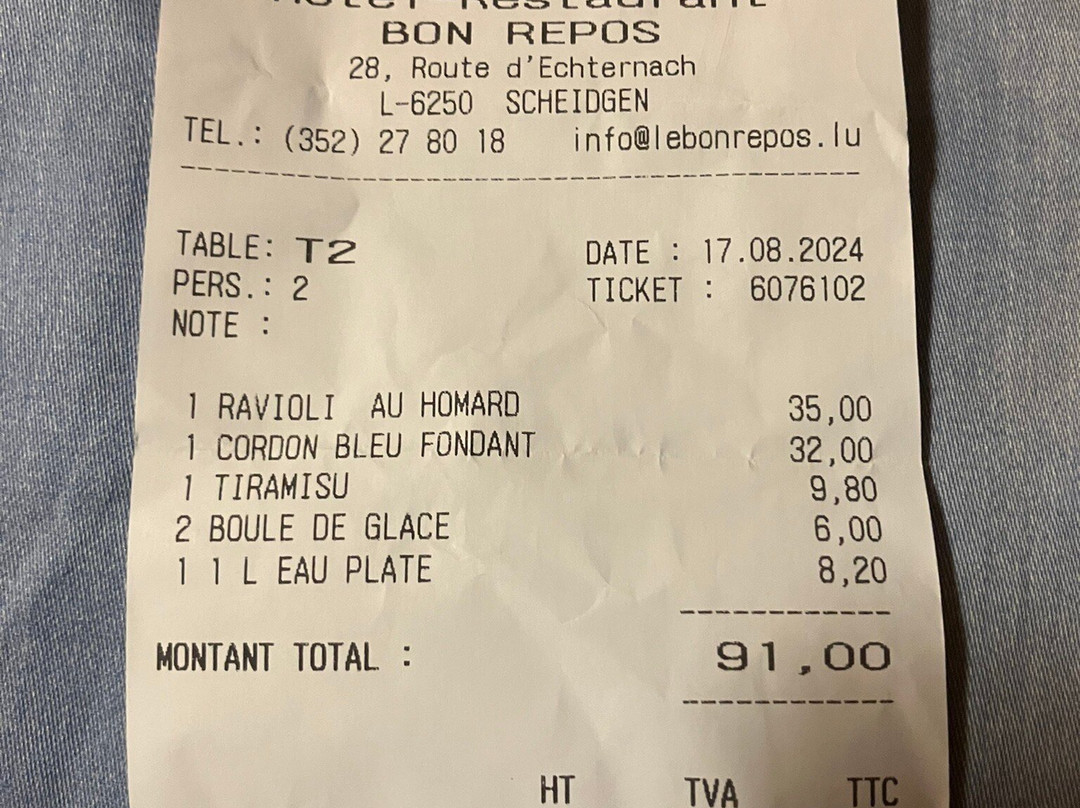 Hotel Restaurant
BON REPOS
28, Route d'Echternach
L-6250 SCHEIDGEN
TEL.: (352) 27 80 18 info@lebonrepos.lu
TABLE: T2 DATE : 17.08.2024
PERS.: 2 TICKET : 6076102
NOTE :
1 RAVIOLI AU HOMARD 35,00
1 CORDON BLEU FONDANT 32,00
1 TIRAMISU 9,80
2 BOULE DE GLACE 6,00
1 1 L EAU PLATE 8,20
MONTANT TOTAL : 91,00
HT TVA TTC